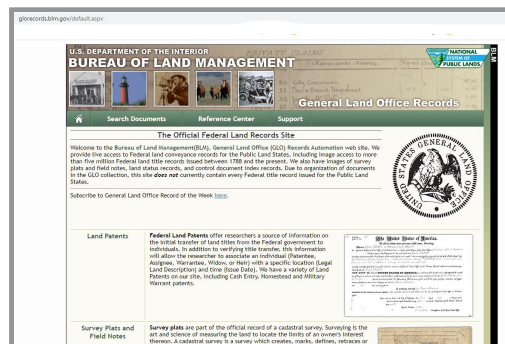 glorecords.blm.gov/default.aspx
U.S. DEPARTMENT OF THE INTERIOR
BUREAU OF LAND MANAGEMENT
PRIVATE CLAIMS
NATIONAL
SYSTEM OF
PUBLIC LANDS
BLM
General Land Office Records
Search Documents Reference Center Support
The Official Federal Land Records Site
Welcome to the Bureau of Land Management(BLM), General Land Office (GLO) Records Automation web site. We
provide live access to Federal land conveyance records for the Public Land States, including image access to more
than five million Federal land title records issued between 1788 and the present. We also have images of survey
plats and field notes, land status records, and control document index records. Due to organization of documents
in the GLO collection, this site does not currently contain every Federal title record issued for the Public Land
States.
Subscribe to General Land Office Record of the Week here.
UNITED STATES GENERAL LAND OFFICE
Land Patents
Federal Land Patents offer researchers a source of information on
the initial transfer of land titles from the Federal government to
individuals. In addition to verifying title transfer, this information
will allow the researcher to associate an individual (Patentee,
Assignee, Warrantee, Widow, or Heir) with a specific location (Legal
Land Description) and time (Issue Date). We have a variety of Land
Patents on our site, including Cash Entry, Homestead and Military
Warrant patents.
The United States of America,
Survey Plats and
Field Notes
Survey plats are part of the official record of a cadastral survey. Surveying is the
art and science of measuring the land to locate the limits of an owner's interest
thereon. A cadastral survey is a survey which creates, marks, defines, retraces or